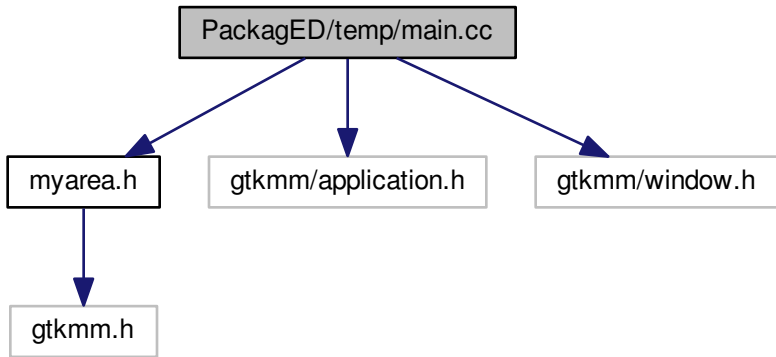 PackagED/temp/main.cc
myarea.h
gtkmm/application.h
gtkmm/window.h
gtkmm.h